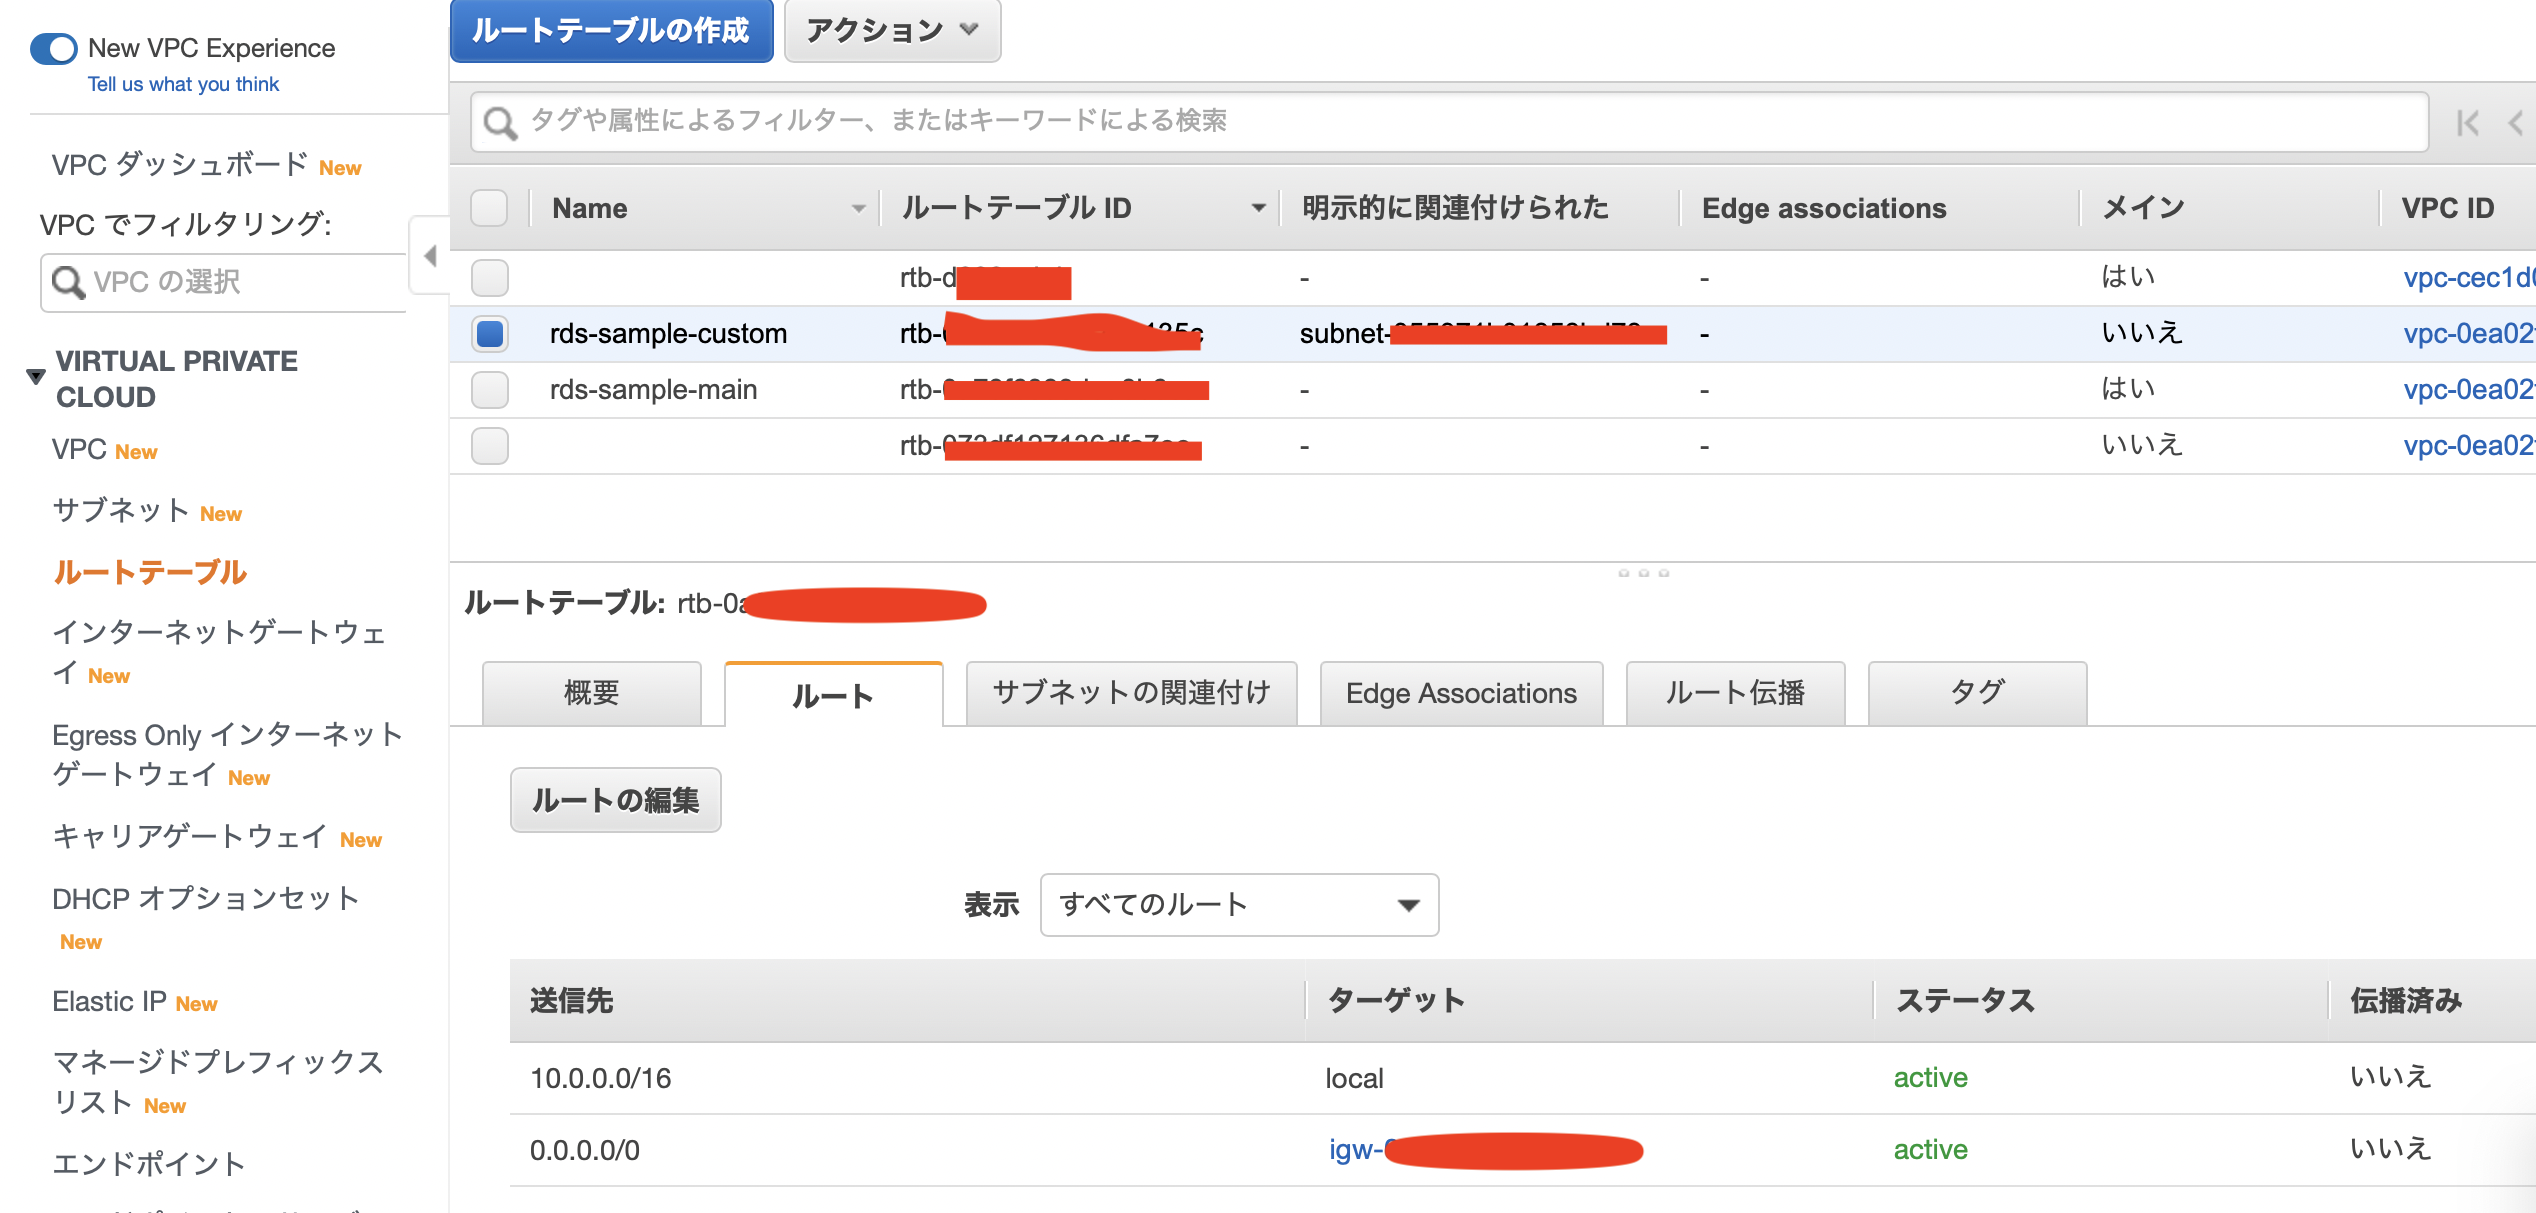 New VPC Experience
Tell us what you think
VPC ダッシュボード New
VPC でフィルタリング:
VPC の選択
VIRTUAL PRIVATE
CLOUD
VPC New
サブネット New
ルートテーブル
インターネットゲートウェ
イ New
Egress Only インターネット
ゲートウェイ New
キャリアゲートウェイ New
DHCP オプションセット
New
Elastic IP New
マネージドプレフィックス
リスト New
エンドポイント
ルートテーブルの作成 アクション
タグや属性によるフィルター、またはキーワードによる検索
Name ルートテーブル ID 明示的に関連付けられた Edge associations メイン VPC ID
rtb-d - - はい vpc-cec1d
rds-sample-custom rtb- subnet- - いいえ vpc-0ea02
rds-sample-main rtb- - - はい vpc-0ea02
rtb- - - いいえ vpc-0ea02
ルートテーブル: rtb-0
概要 ルート サブネットの関連付け Edge Associations ルート伝播 タグ
ルートの編集
表示 すべてのルート
送信先 ターゲット ステータス 伝播済み
10.0.0.0/16 local active いいえ
0.0.0.0/0 igw- active いいえ